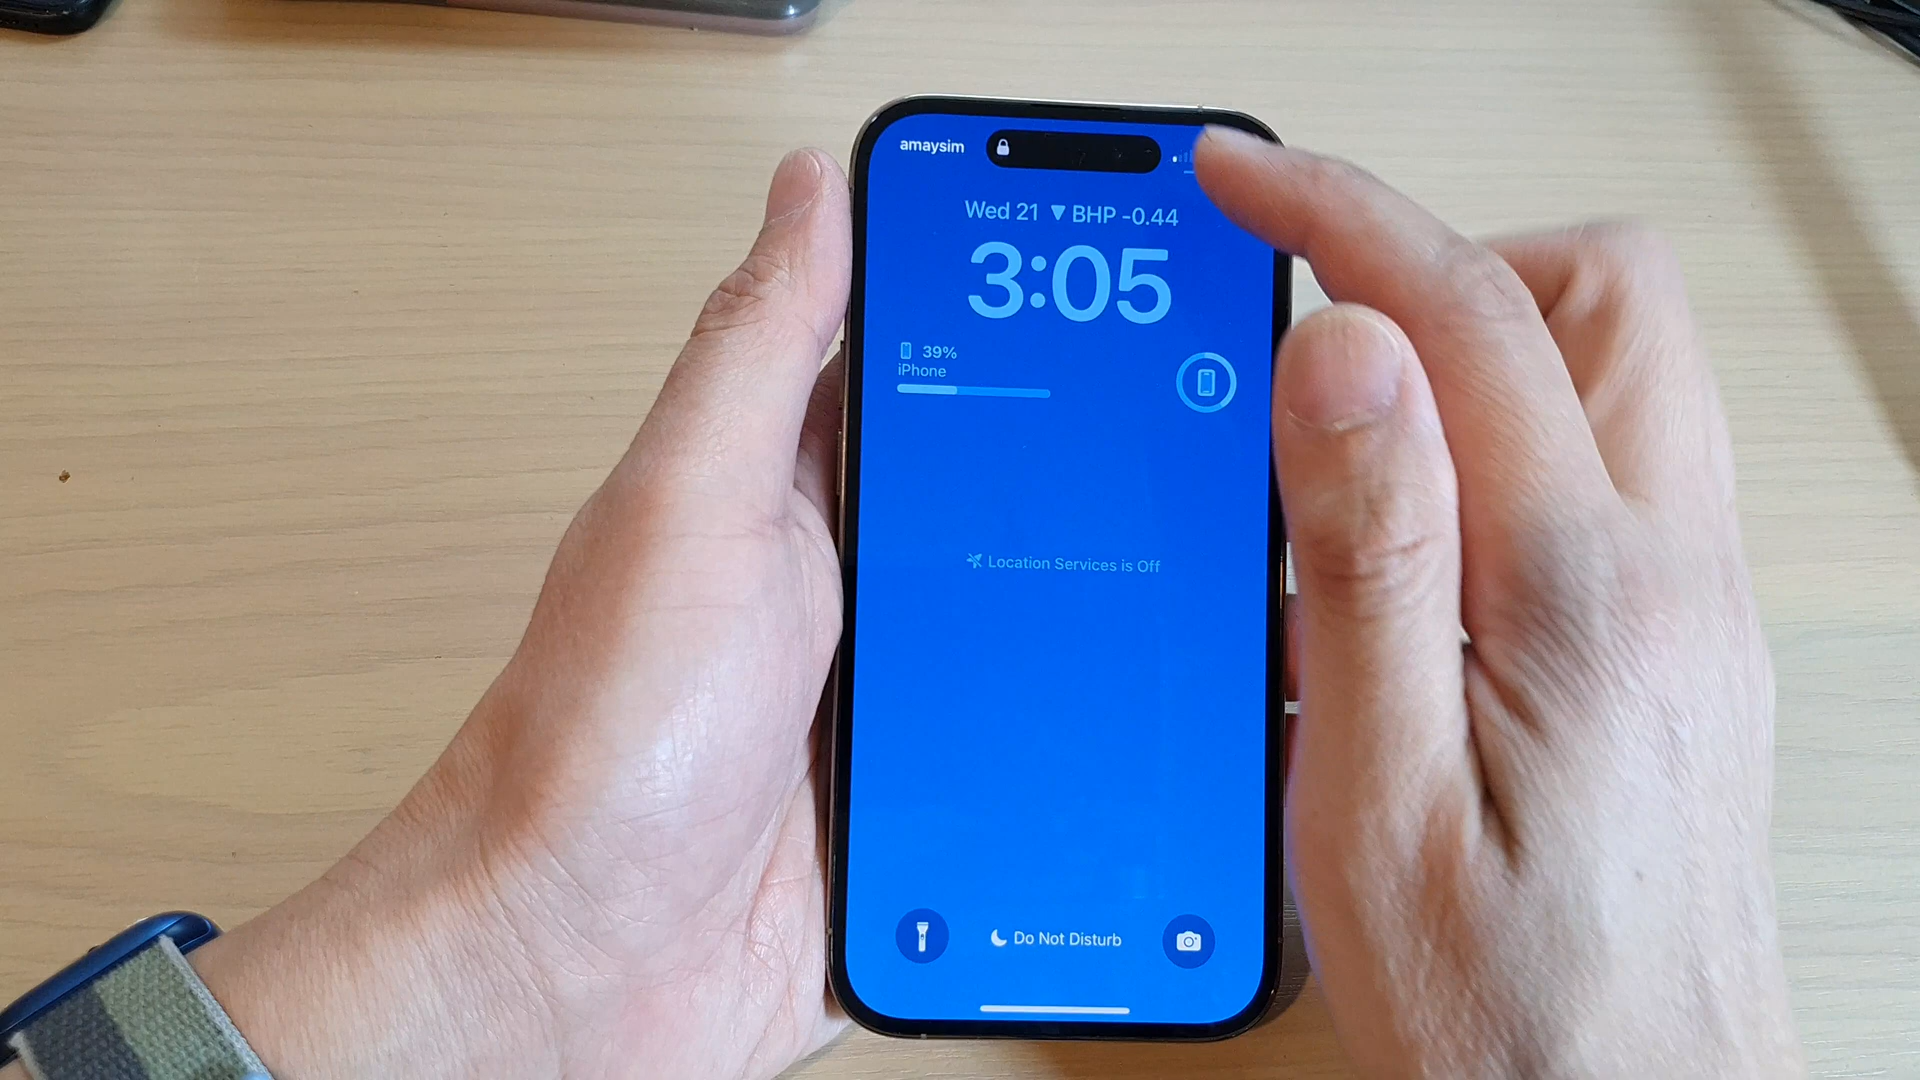 amaysim
Wed 21 ▼ BHP -0.44
3:05
39%
iPhone
Location Services is Off
Do Not Disturb